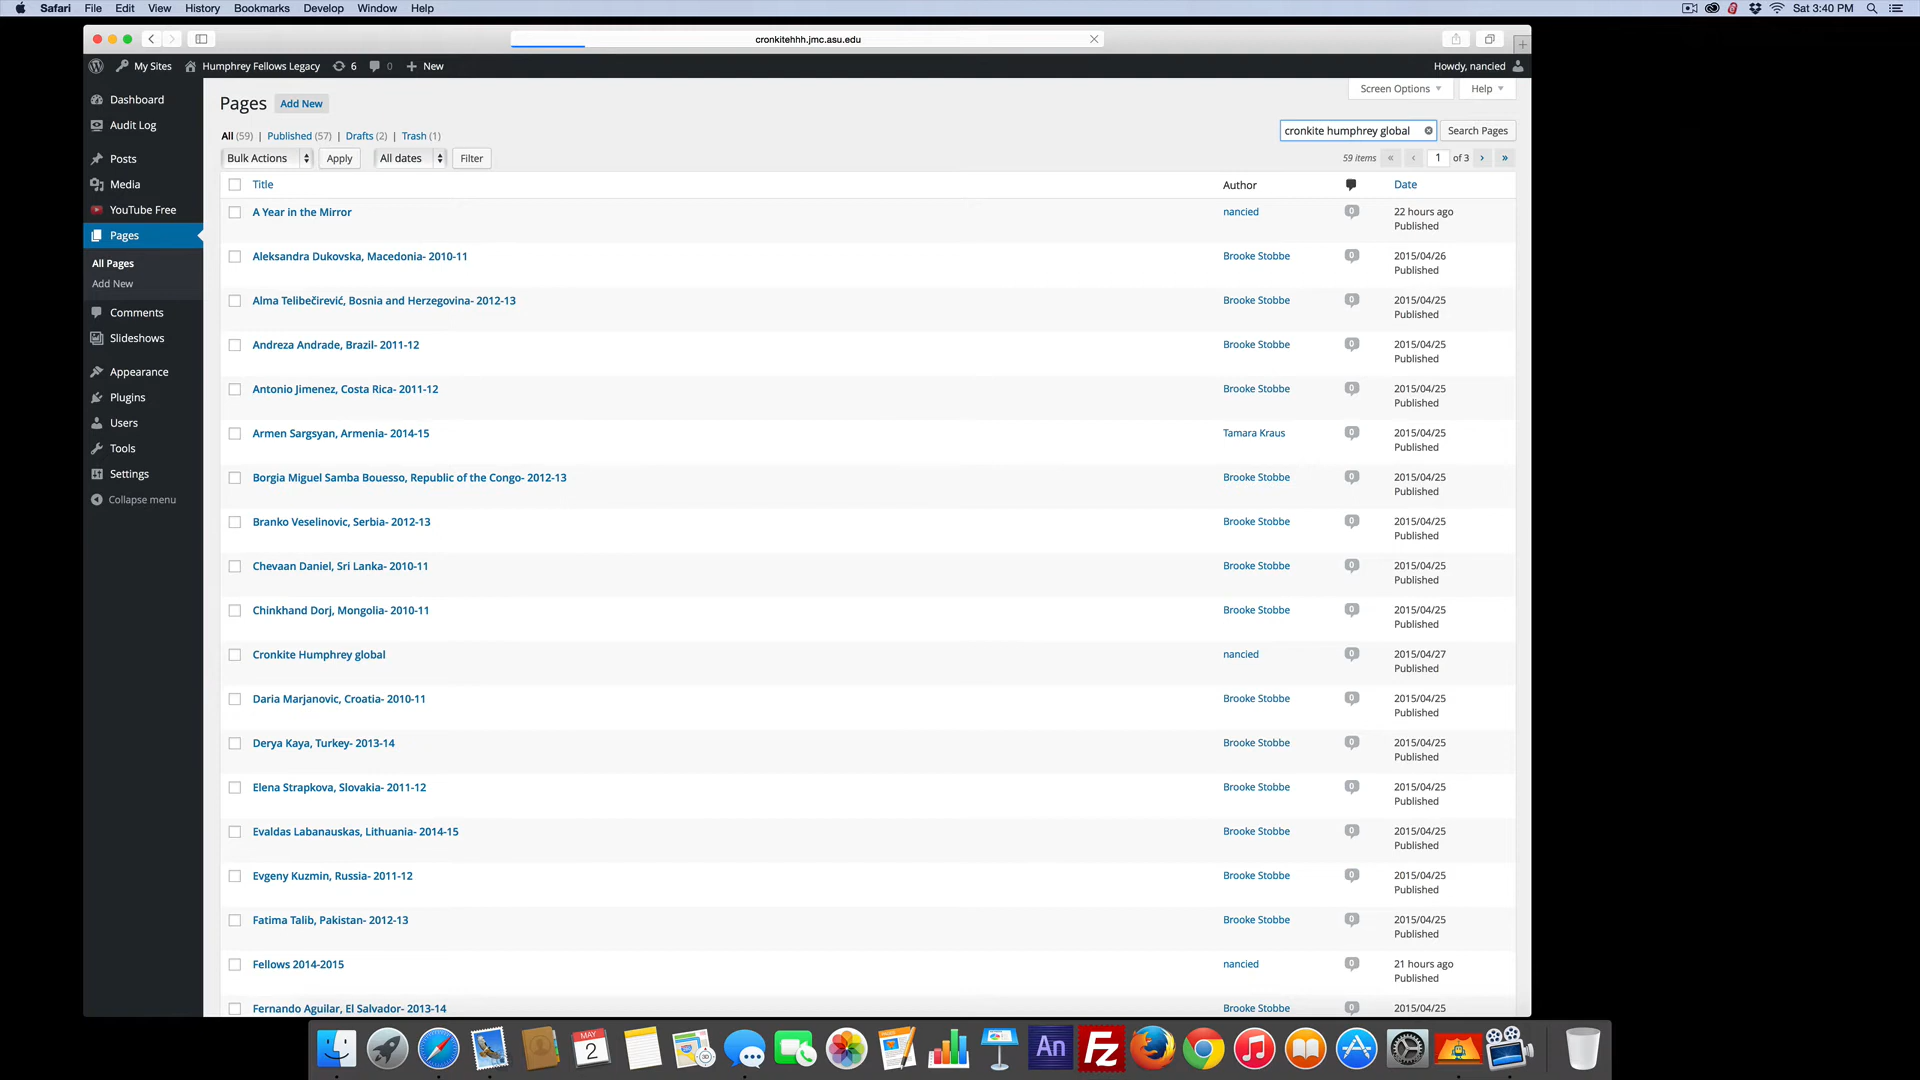 Safari File Edit View History Bookmarks Develop Window Help Sat 3:40 PM
cronkitehhh.jmc.asu.edu
My Sites Humphrey Fellows Legacy 6 0 New Howdy, nancied
Dashboard
Audit Log
Posts
Media
YouTube Free
Pages
All Pages
Add New
Comments
Slideshows
Appearance
Plugins
Users
Tools
Settings
Collapse menu
Screen Options Help
Pages Add New
All (59) | Published (57) | Drafts (2) | Trash (1)
cronkite humphrey global Search Pages
Bulk Actions Apply All dates Filter 59 items « ‹ 1 of 3 › »
Title Author Date
A Year in the Mirror nancied 0 22 hours ago
Published
Aleksandra Dukovska, Macedonia- 2010-11 Brooke Stobbe 0 2015/04/26
Published
Alma Telibečirević, Bosnia and Herzegovina- 2012-13 Brooke Stobbe 0 2015/04/25
Published
Andreza Andrade, Brazil- 2011-12 Brooke Stobbe 0 2015/04/25
Published
Antonio Jimenez, Costa Rica- 2011-12 Brooke Stobbe 0 2015/04/25
Published
Armen Sargsyan, Armenia- 2014-15 Tamara Kraus 0 2015/04/25
Published
Borgia Miguel Samba Bouesso, Republic of the Congo- 2012-13 Brooke Stobbe 0 2015/04/25
Published
Branko Veselinovic, Serbia- 2012-13 Brooke Stobbe 0 2015/04/25
Published
Chevaan Daniel, Sri Lanka- 2010-11 Brooke Stobbe 0 2015/04/25
Published
Chinkhand Dorj, Mongolia- 2010-11 Brooke Stobbe 0 2015/04/25
Published
Cronkite Humphrey global nancied 0 2015/04/27
Published
Daria Marjanovic, Croatia- 2010-11 Brooke Stobbe 0 2015/04/25
Published
Derya Kaya, Turkey- 2013-14 Brooke Stobbe 0 2015/04/25
Published
Elena Strapkova, Slovakia- 2011-12 Brooke Stobbe 0 2015/04/25
Published
Evaldas Labanauskas, Lithuania- 2014-15 Brooke Stobbe 0 2015/04/25
Published
Evgeny Kuzmin, Russia- 2011-12 Brooke Stobbe 0 2015/04/25
Published
Fatima Talib, Pakistan- 2012-13 Brooke Stobbe 0 2015/04/25
Published
Fellows 2014-2015 nancied 0 21 hours ago
Published
Fernando Aguilar, El Salvador- 2013-14 Brooke Stobbe 0 2015/04/25
MAY
2
An
Fz